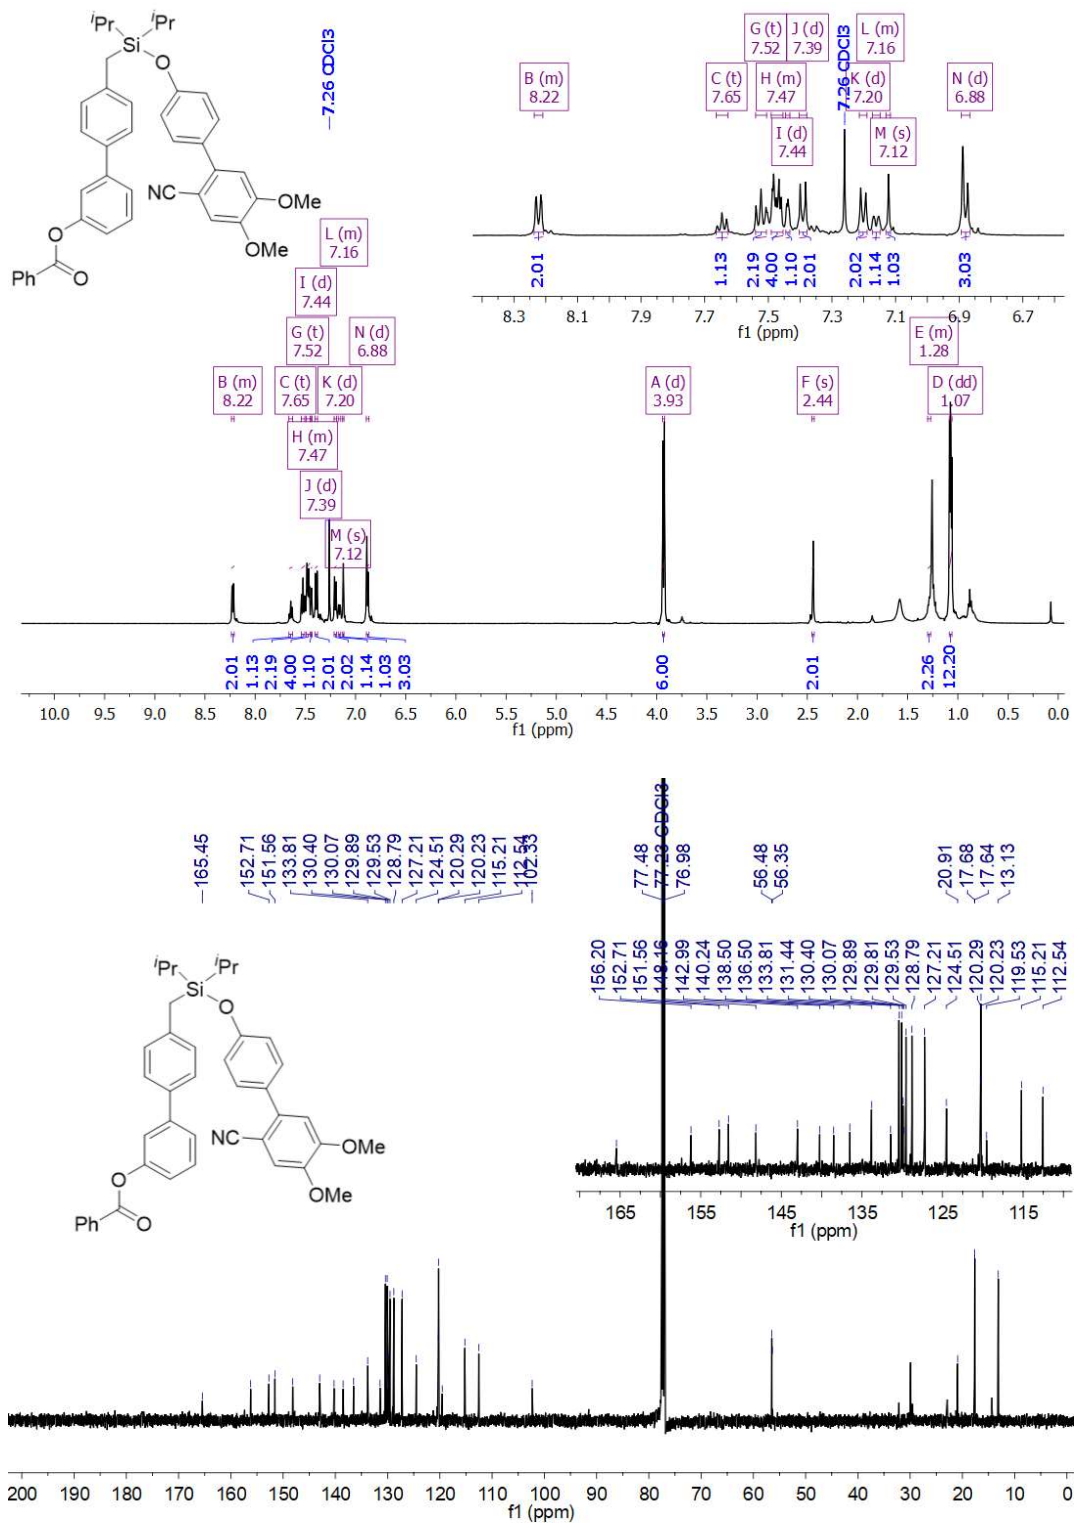 iPr iPr
Si
O
NC
OMe
OMe
O
Ph O
7.26 CDCl3
B (m)
8.22
C (t)
7.65
G (t)
7.52
H (m)
7.47
I (d)
7.44
J (d)
7.39
7.26 CDCl3
K (d)
7.20
L (m)
7.16
M (s)
7.12
N (d)
6.88
2.01
1.13
2.19
4.00
1.10
2.01
2.02
1.14
1.03
3.03
8.3 8.1 7.9 7.7 7.5 7.3 7.1 6.9 6.7
f1 (ppm)
L (m)
7.16
I (d)
7.44
G (t)
7.52
N (d)
6.88
B (m)
8.22
C (t)
7.65
K (d)
7.20
H (m)
7.47
J (d)
7.39
M (s)
7.12
A (d)
3.93
F (s)
2.44
E (m)
1.28
D (dd)
1.07
2.01
1.13
2.19
4.00
1.10
2.01
2.02
1.14
1.03
3.03
6.00
2.01
2.26
12.20
10.0 9.5 9.0 8.5 8.0 7.5 7.0 6.5 6.0 5.5 5.0 4.5 4.0 3.5 3.0 2.5 2.0 1.5 1.0 0.5 0.0
f1 (ppm)
165.45
152.71
151.56
133.81
130.40
130.07
129.89
129.53
128.79
127.21
124.51
120.29
120.23
115.21
112.54
102.33
77.48
77.23 CDCl3
76.98
56.48
56.35
20.91
17.68
17.64
13.13
156.20
152.71
151.56
148.16
142.99
140.24
138.50
136.50
133.81
131.44
130.40
130.07
129.89
129.81
129.53
128.79
127.21
124.51
120.29
120.23
119.53
115.21
112.54
165 155 145 135 125 115
f1 (ppm)
iPr iPr
Si
O
NC
OMe
OMe
O
Ph O
200 190 180 170 160 150 140 130 120 110 100 90 80 70 60 50 40 30 20 10 0
f1 (ppm)